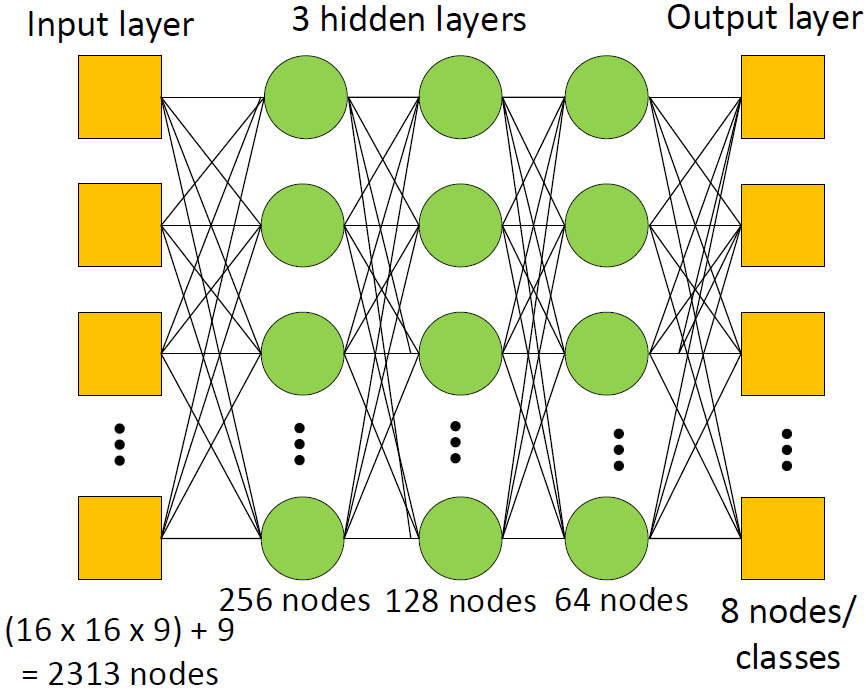 Input layer
3 hidden layers
Output layer
256 nodes
128 nodes
64 nodes
8 nodes/
classes
(16 x 16 x 9) + 9
= 2313 nodes